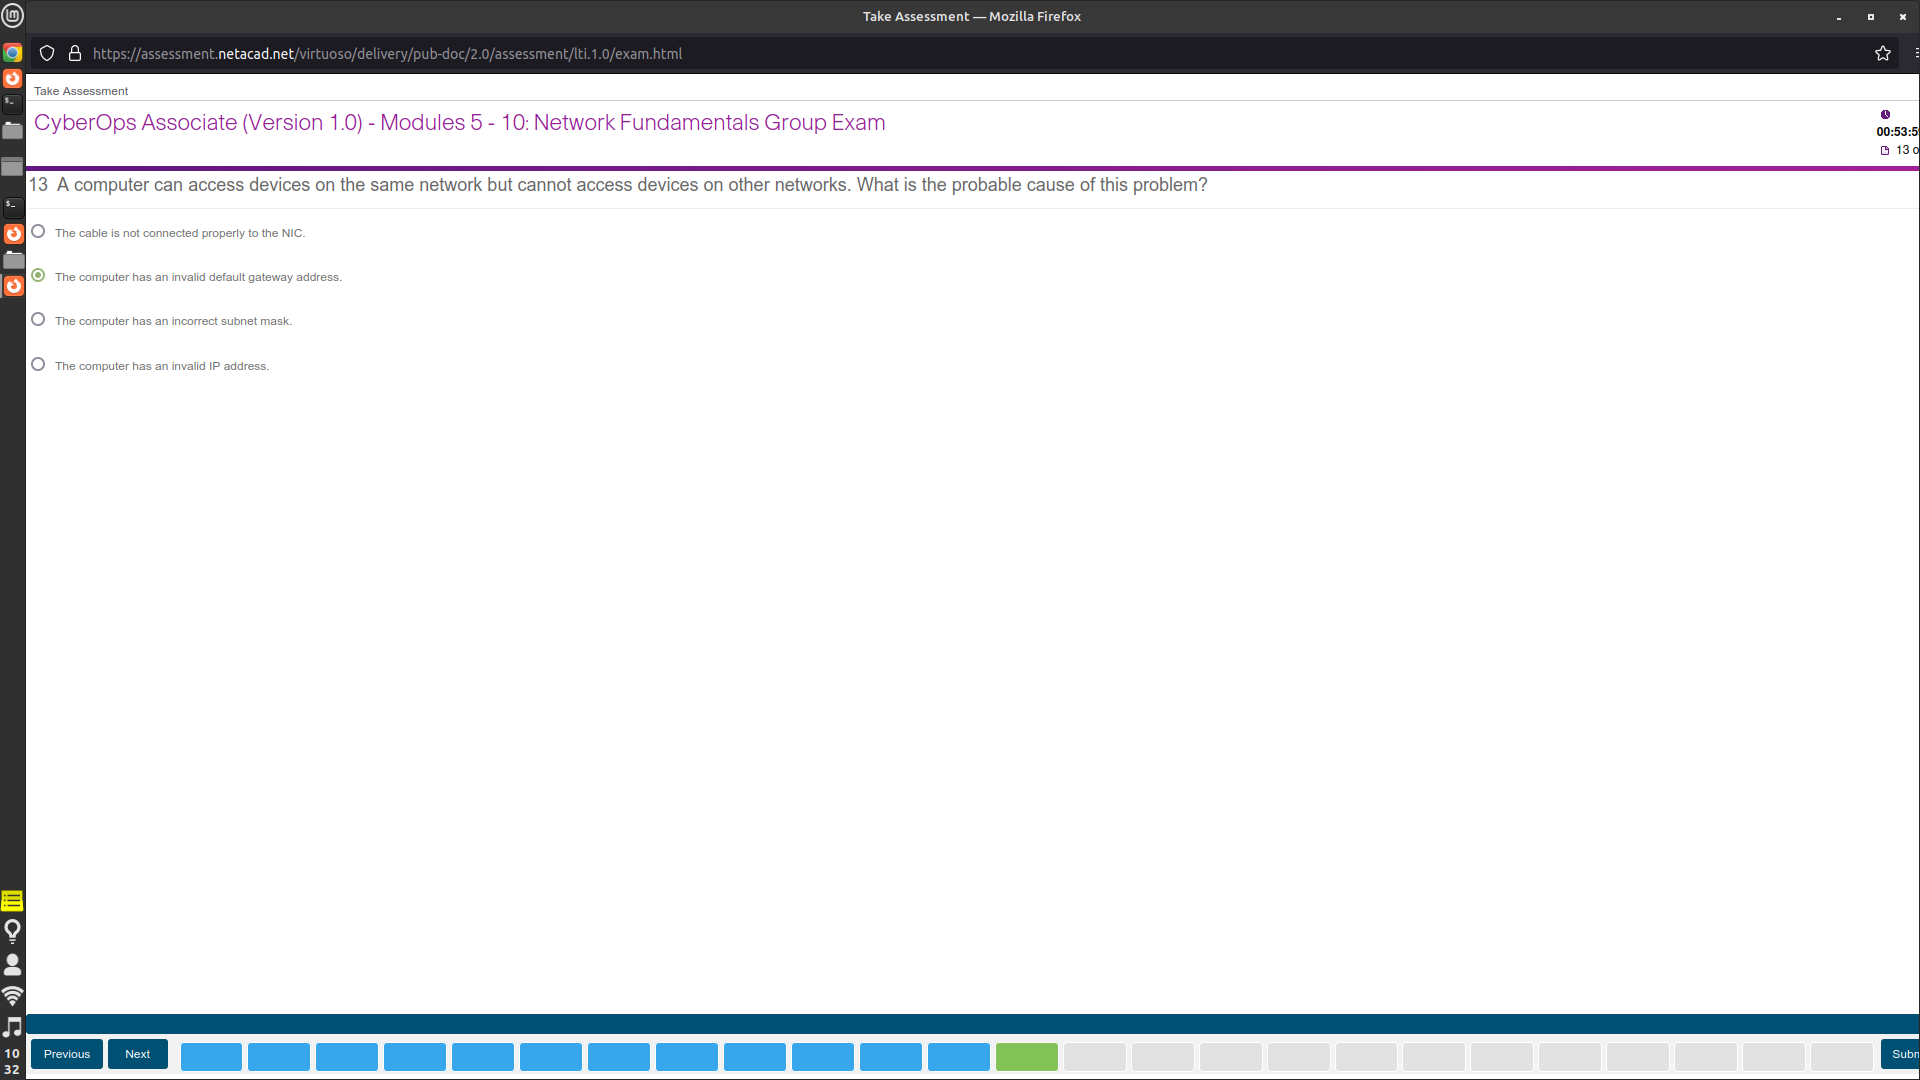 Take Assessment — Mozilla Firefox
https://assessment.netacad.net/virtuoso/delivery/pub-doc/2.0/assessment/lti.1.0/exam.html
Take Assessment
CyberOps Associate (Version 1.0) - Modules 5 - 10: Network Fundamentals Group Exam
00:53:5
13 o
13 A computer can access devices on the same network but cannot access devices on other networks. What is the probable cause of this problem?
The cable is not connected properly to the NIC.
The computer has an invalid default gateway address.
The computer has an incorrect subnet mask.
The computer has an invalid IP address.
Previous
Next
Subm
10
32